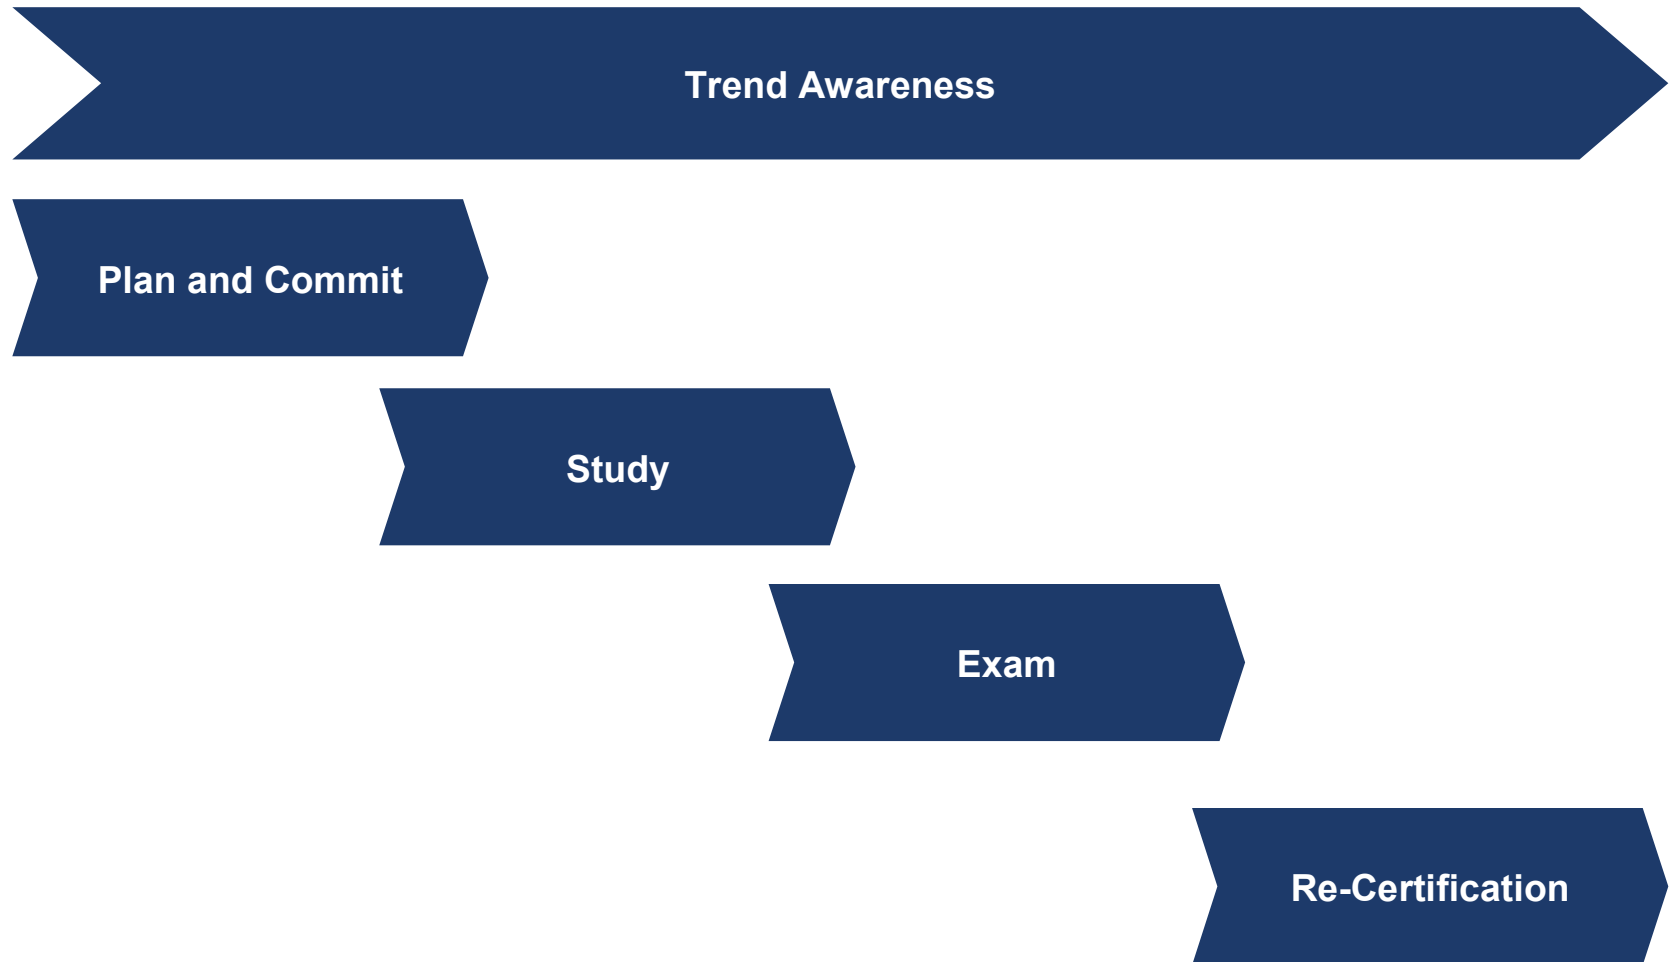 Trend Awareness
Plan and Commit
Study
Exam
Re-Certification